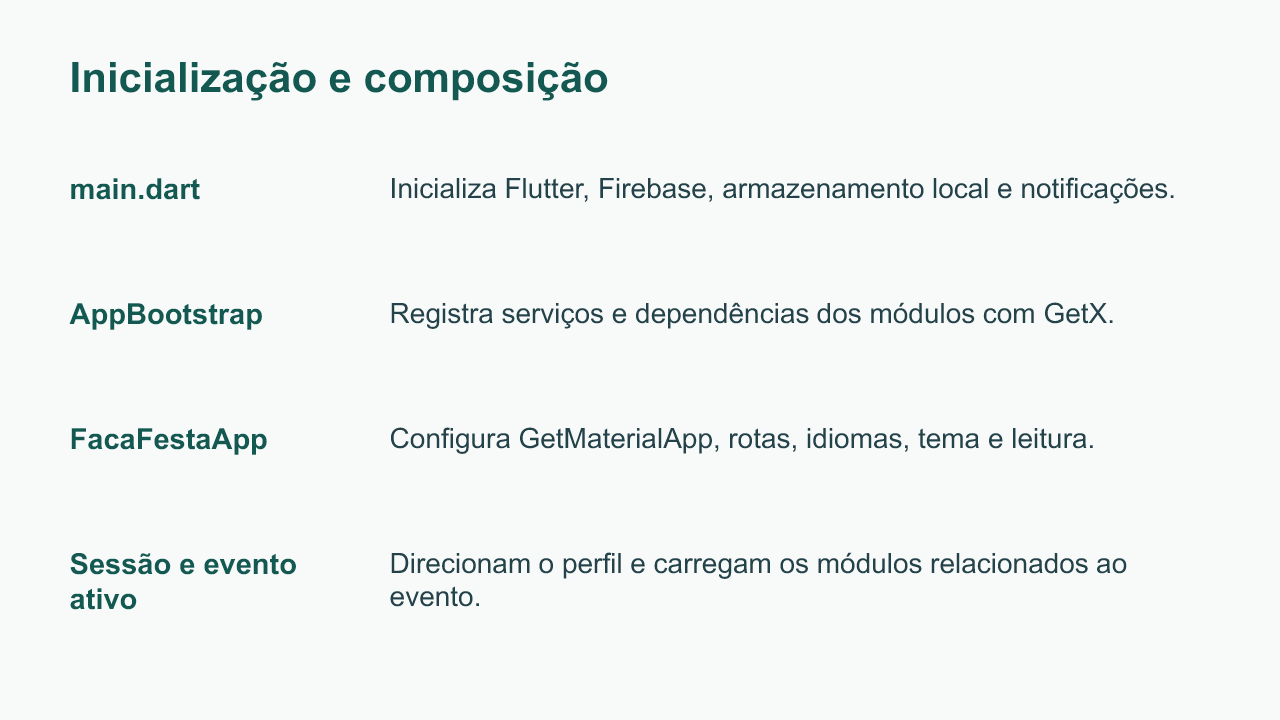 Inicialização e composição
main.dart
Inicializa Flutter, Firebase, armazenamento local e notificações.
AppBootstrap
Registra serviços e dependências dos módulos com GetX.
FacaFestaApp
Configura GetMaterialApp, rotas, idiomas, tema e leitura.
Sessão e evento
ativo
Direcionam o perfil e carregam os módulos relacionados ao
evento.